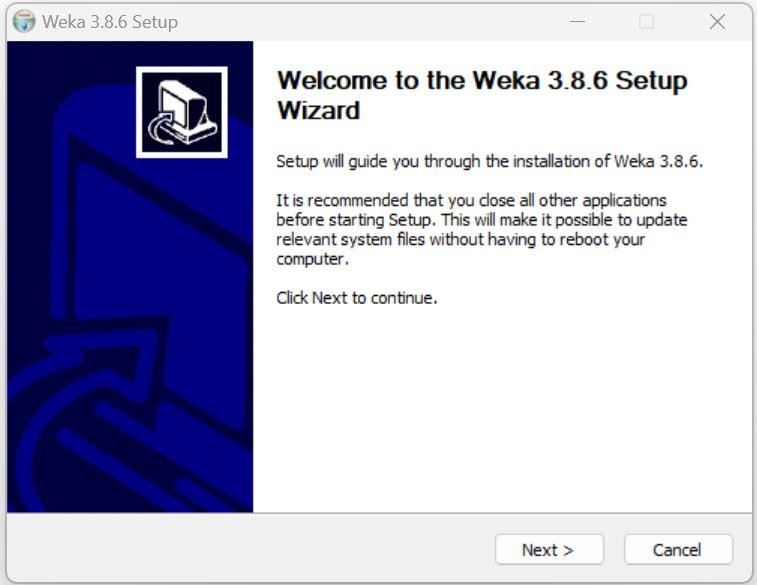 Weka 3.8.6 Setup
Welcome to the Weka 3.8.6 Setup
Wizard
Setup will guide you through the installation of Weka 3.8.6.
It is recommended that you close all other applications
before starting Setup. This will make it possible to update
relevant system files without having to reboot your
computer.
Click Next to continue.
Next >
Cancel